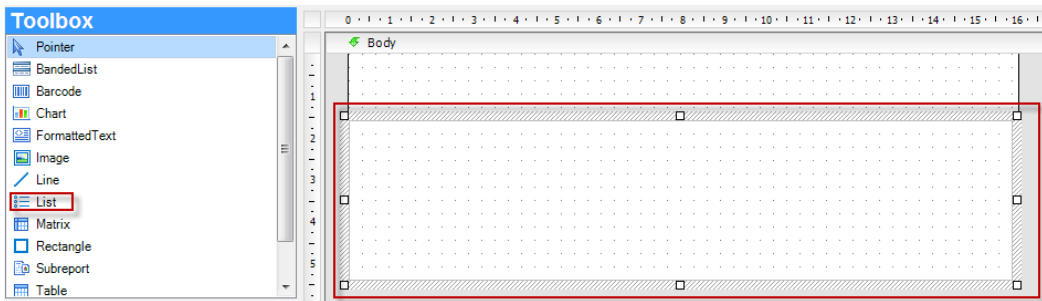 Toolbox
Pointer
BandedList
Barcode
Chart
FormattedText
Image
Line
List
Matrix
Rectangle
Subreport
Table
0 1 2 3 4 5 6 7 8 9 10 11 12 13 14 15 16
Body
1
2
3
4
5